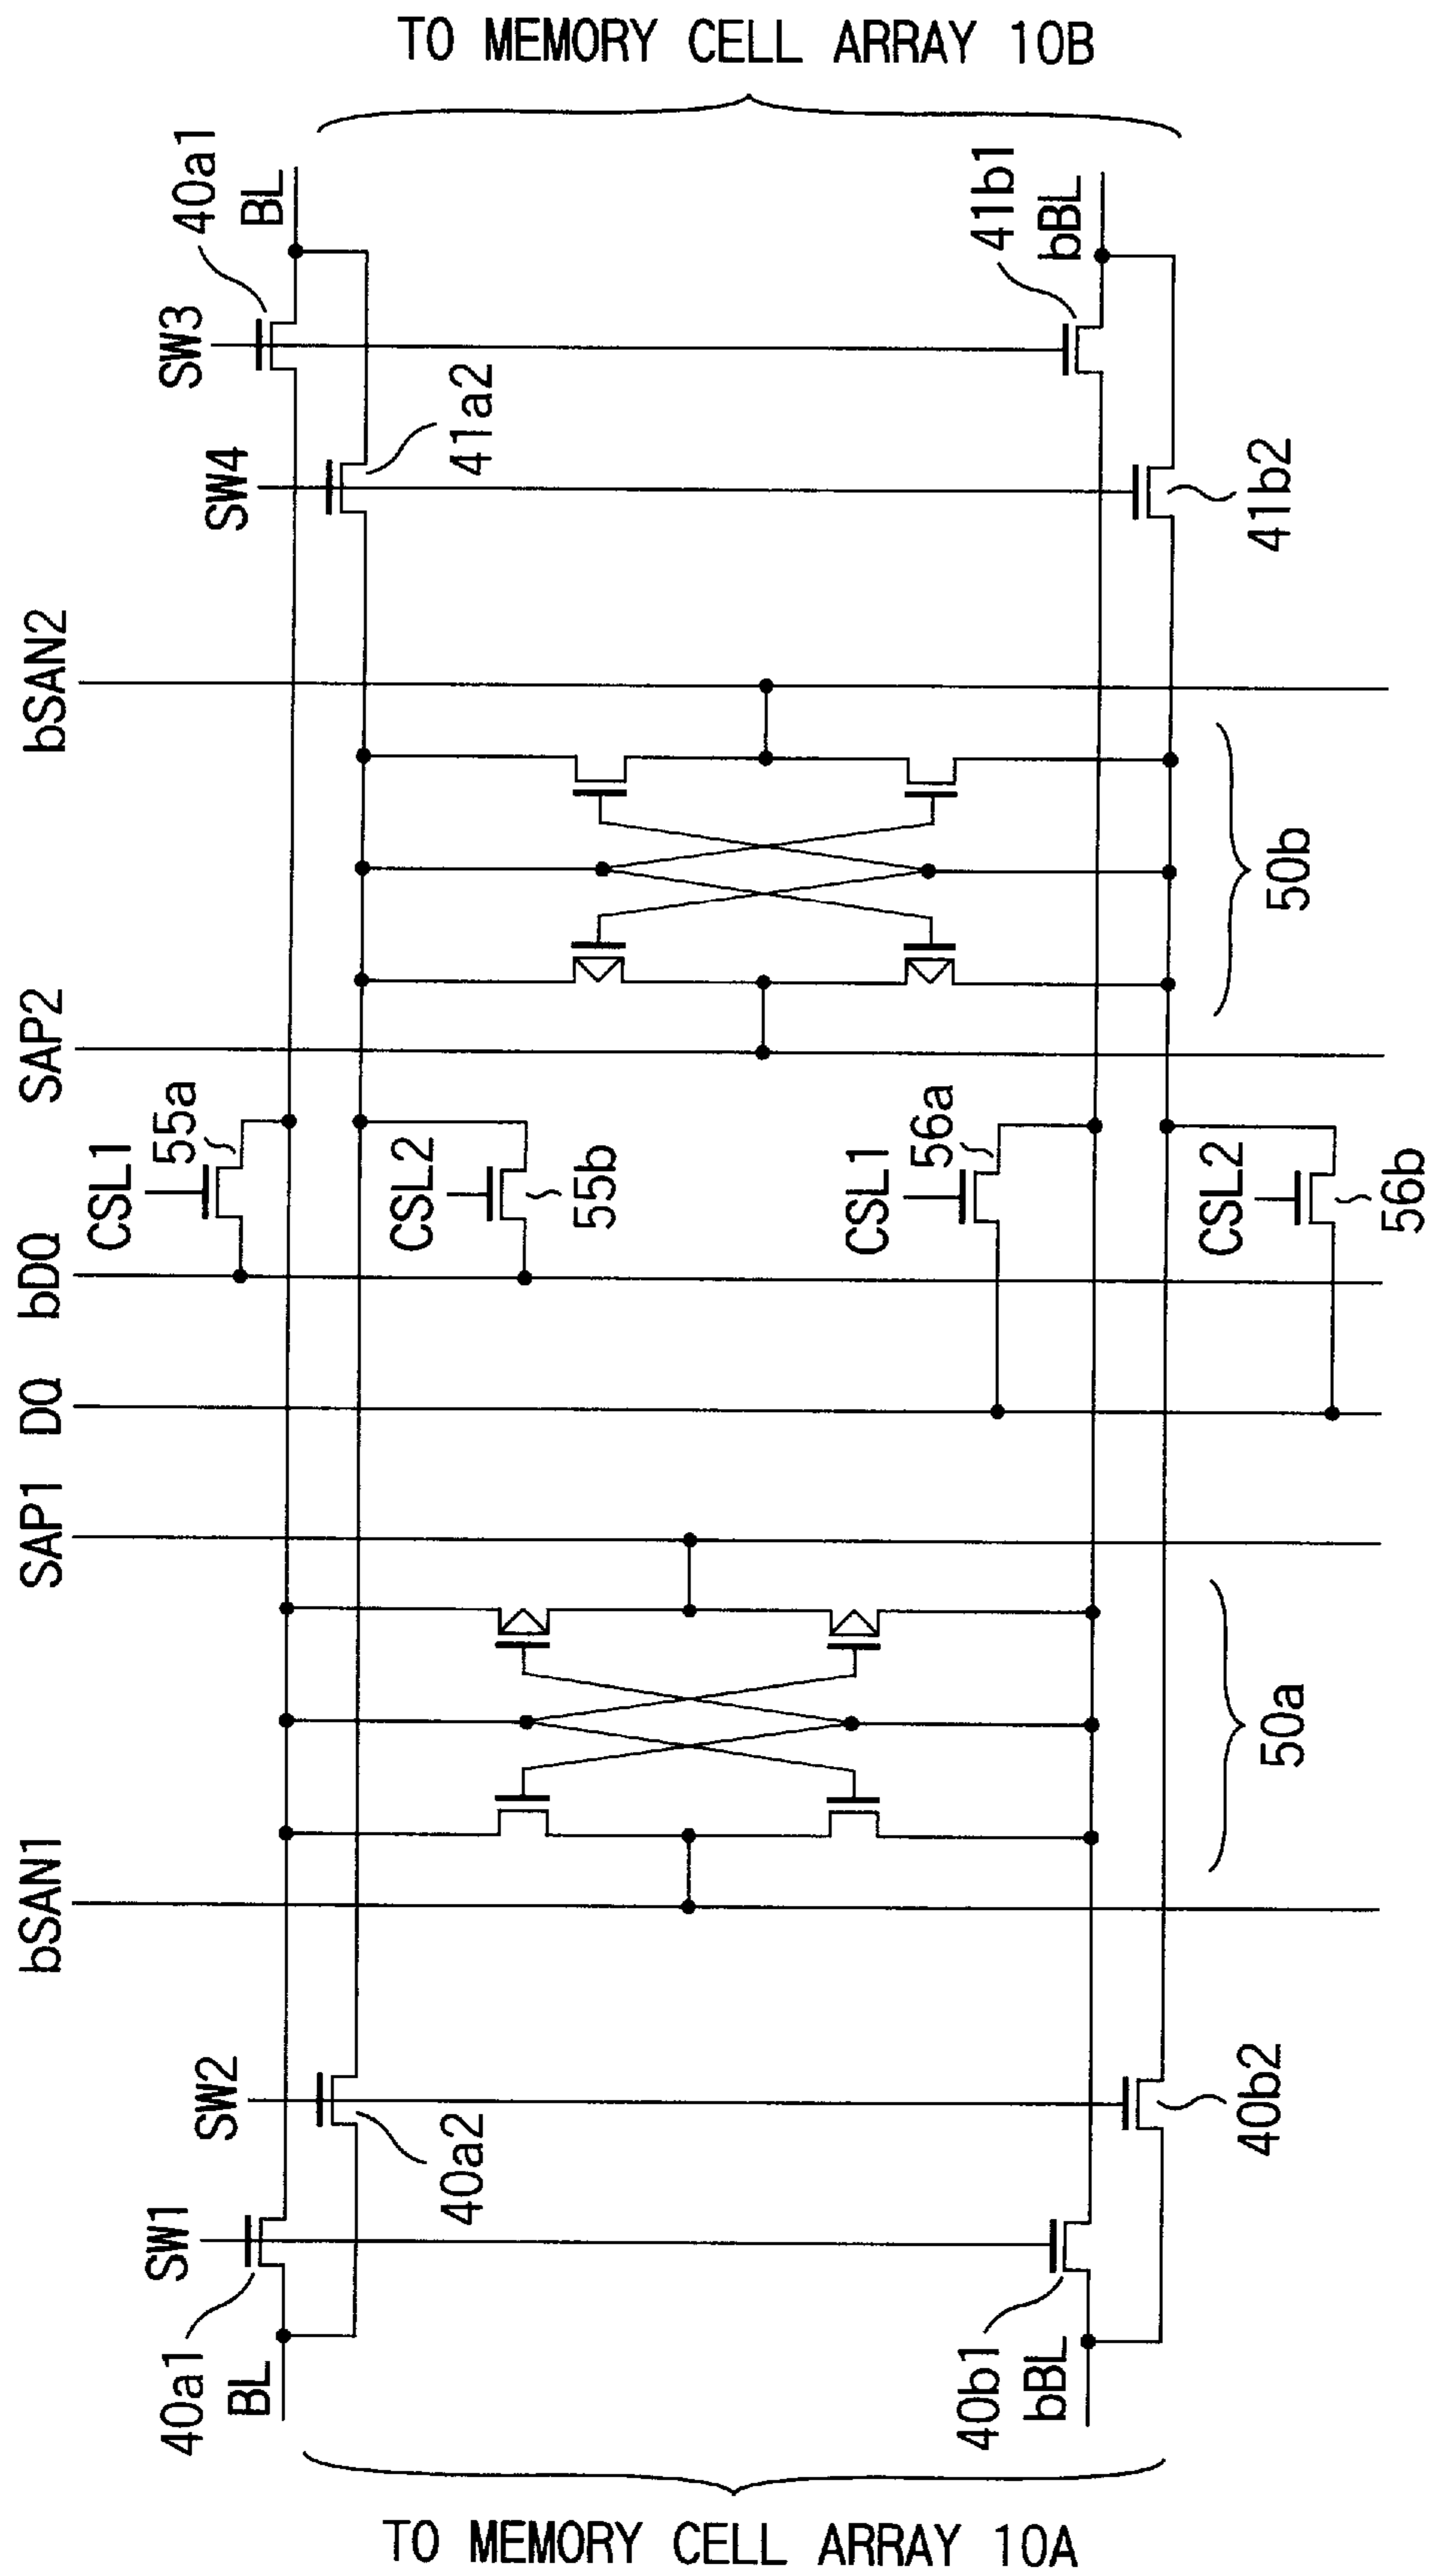 TO MEMORY CELL ARRAY 10B
40a1
BL
41b1
bBL
SW3
41a2
SW4
41b2
bSAN2
50b
SAP2
55a
CSL1
CSL2
55b
56a
CSL1
CSL2
56b
bDQ
DQ
SAP1
50a
bSAN1
SW2
40a2
40b2
SW1
40a1
BL
40b1
bBL
TO MEMORY CELL ARRAY 10A